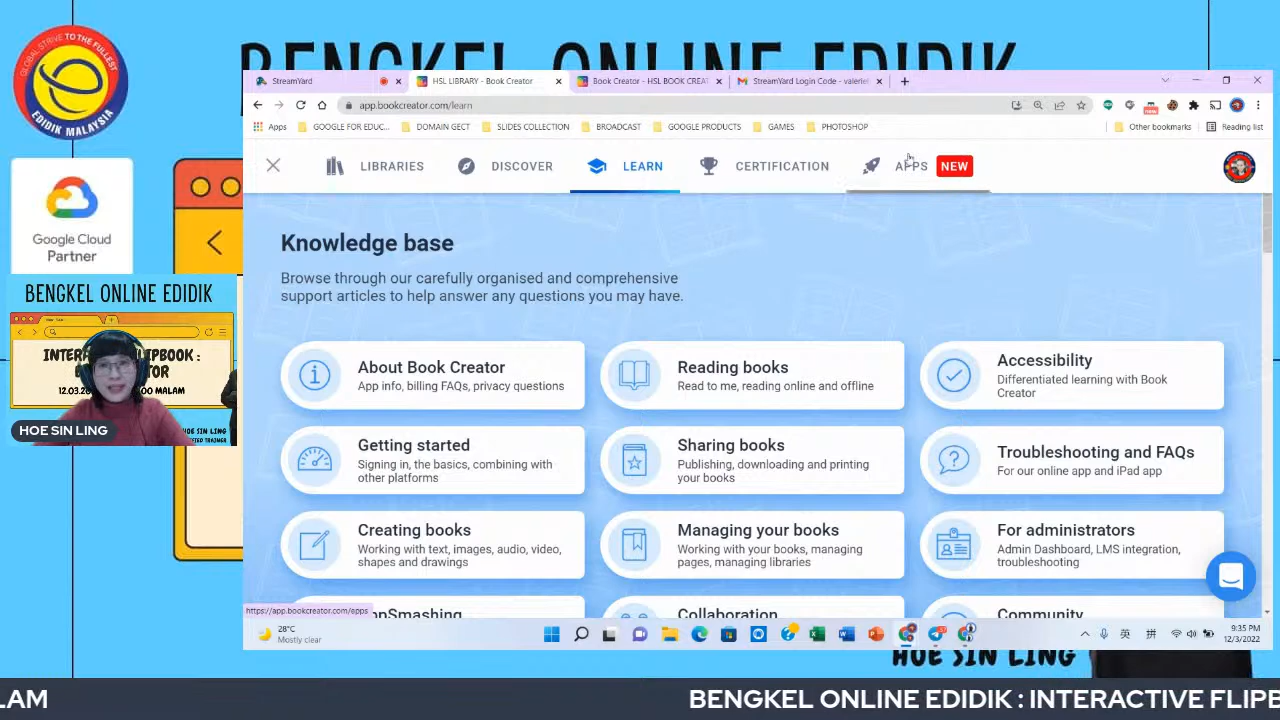 BENGKEL ONLINE EDIDIK
GLOBAL STRIVE TO THE FULLEST
EDIDIK MALAYSIA
Google Cloud
Partner
BENGKEL ONLINE EDIDIK
HOE SIN LING
StreamYard
HSL LIBRARY - Book Creator
Book Creator - HSL BOOK CREAT
StreamYard Login Code - valerie
app.bookcreator.com/learn
Apps
GOOGLE FOR EDUC...
DOMAIN GECT
SLIDES COLLECTION
BROADCAST
GOOGLE PRODUCTS
GAMES
PHOTOSHOP
Other bookmarks
Reading list
LIBRARIES
DISCOVER
LEARN
CERTIFICATION
APPS
NEW
Knowledge base
Browse through our carefully organised and comprehensive
support articles to help answer any questions you may have.
About Book Creator
App info, billing FAQs, privacy questions
Reading books
Read to me, reading online and offline
Accessibility
Differentiated learning with Book
Creator
Getting started
Signing in, the basics, combining with
other platforms
Sharing books
Publishing, downloading and printing
your books
Troubleshooting and FAQs
For our online app and iPad app
Creating books
Working with text, images, audio, video,
shapes and drawings
Managing your books
Working with your books, managing
pages, managing libraries
For administrators
Admin Dashboard, LMS integration,
troubleshooting
AppSmashing
Collaboration
Community
https://app.bookcreator.com/epps
28°C
Mostly clear
英
拼
9:35 PM
12/3/2022
HOE SIN LING
LAM
BENGKEL ONLINE EDIDIK : INTERACTIVE FLIPB